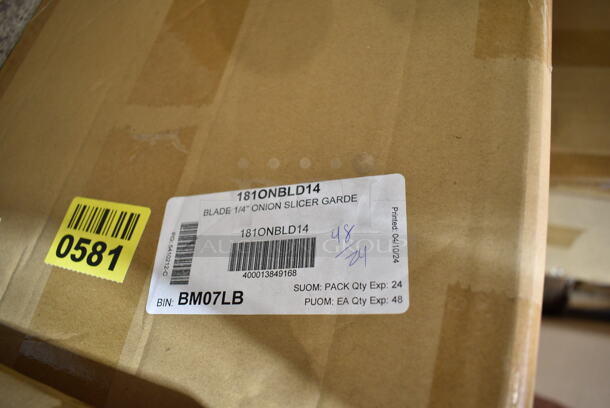 0581
181ONBLD14
BLADE 1/4" ONION SLICER GARDE
181ONBLD14
400013849168
48
/24
SUOM: PACK Qty Exp: 24
PUOM: EA Qty Exp: 48
BIN: BM07LB
Printed: 04/10/24